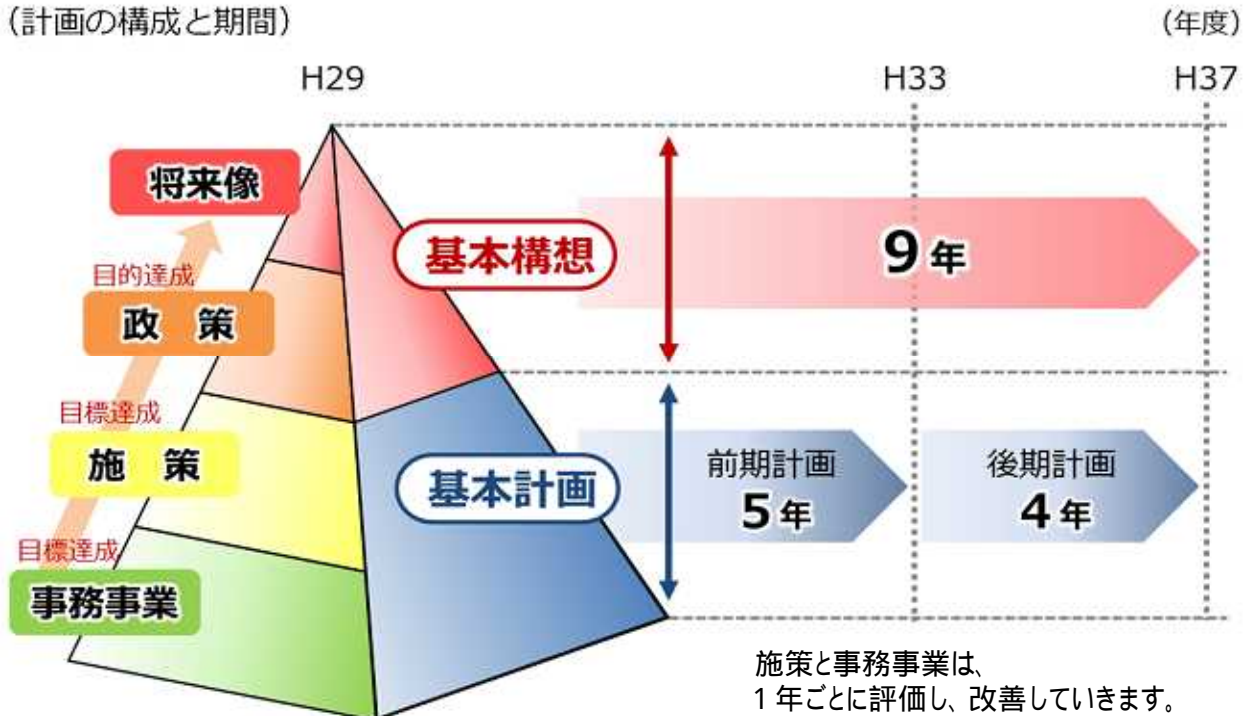 （計画の構成と期間）
（年度）
H29
H33
H37
将来像
目的達成
政　策
目標達成
施　策
目標達成
事務事業
基本構想
9年
基本計画
前期計画
5年
後期計画
4年
施策と事務事業は、
1年ごとに評価し、改善していきます。